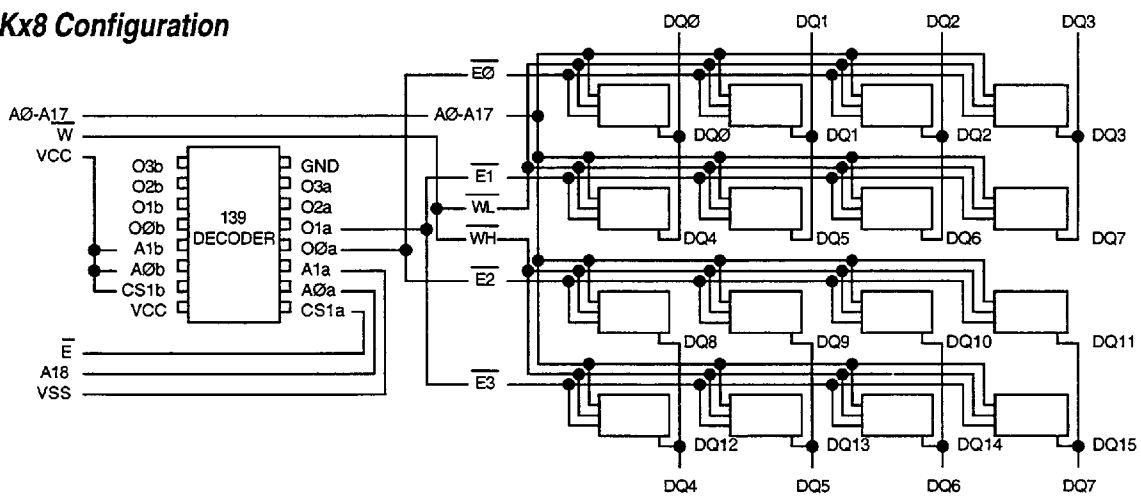 Kx8 Configuration
DQØ DQ1 DQ2 DQ3
EØ
AØ-A17 AØ-A17
W
VCC
DQØ DQ1 DQ2 DQ3
O3b GND
O2b O3a
O1b O2a
OØb O1a
A1b OØa
AØb A1a
CS1b AØa
VCC CS1a
139
DECODER
E1
WL
WH
E2
DQ4 DQ5 DQ6 DQ7
E
A18
VSS
DQ8 DQ9 DQ10 DQ11
E3
DQ12 DQ13 DQ14 DQ15
DQ4 DQ5 DQ6 DQ7